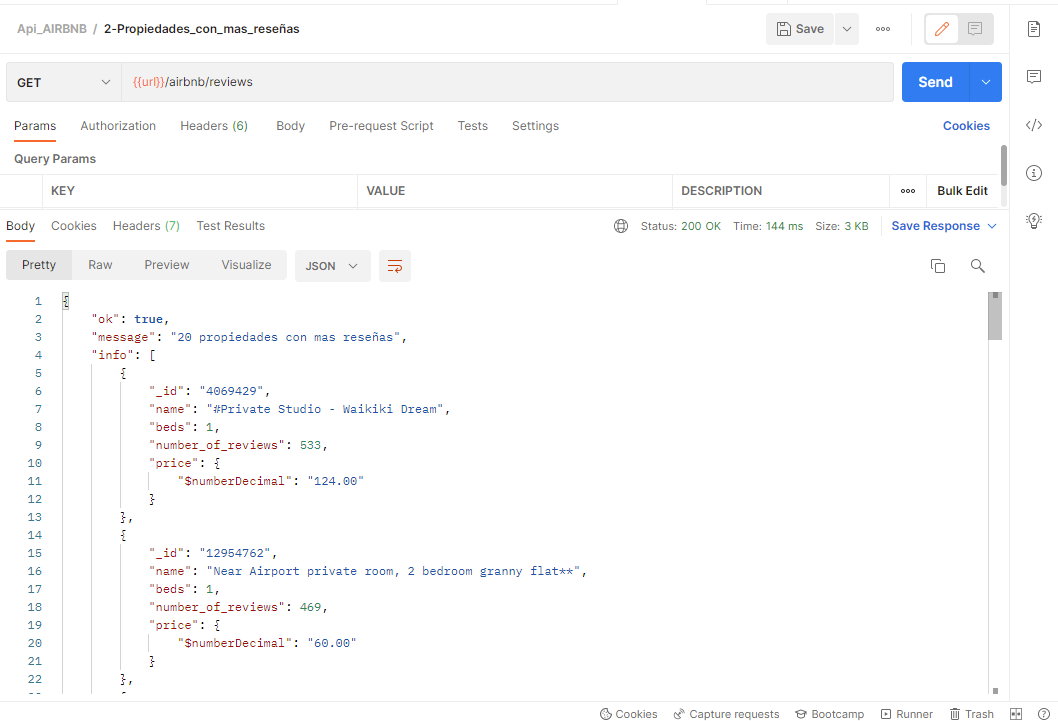 Api_AIRBNB / 2-Propiedades_con_mas_reseñas
Save
GET {{url}}/airbnb/reviews Send
Params Authorization Headers (6) Body Pre-request Script Tests Settings Cookies
Query Params
KEY VALUE DESCRIPTION Bulk Edit
Body Cookies Headers (7) Test Results Status: 200 OK Time: 144 ms Size: 3 KB Save Response
Pretty Raw Preview Visualize JSON
1 {
2 "ok": true,
3 "message": "20 propiedades con mas reseñas",
4 "info": [
5 {
6 "_id": "4069429",
7 "name": "#Private Studio - Waikiki Dream",
8 "beds": 1,
9 "number_of_reviews": 533,
10 "price": {
11 "$numberDecimal": "124.00"
12 }
13 },
14 {
15 "_id": "12954762",
16 "name": "Near Airport private room, 2 bedroom granny flat**",
17 "beds": 1,
18 "number_of_reviews": 469,
19 "price": {
20 "$numberDecimal": "60.00"
21 }
22 },
Cookies Capture requests Bootcamp Runner Trash